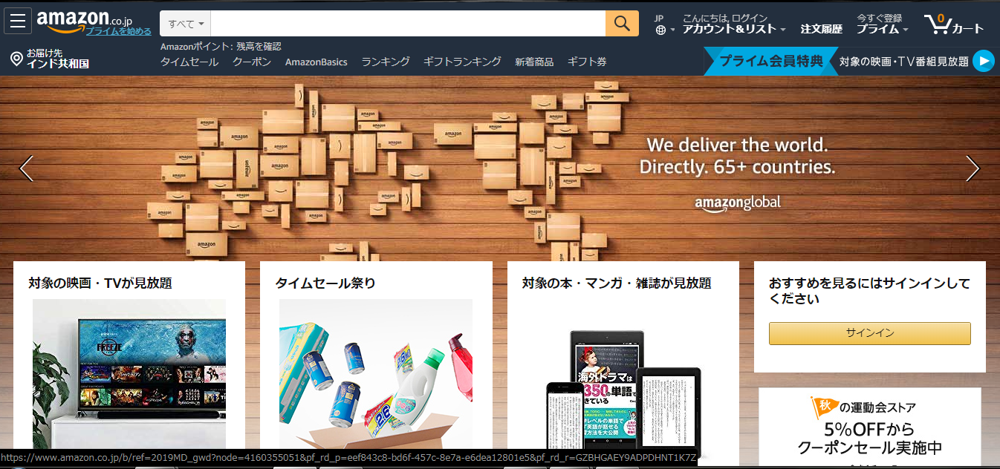 amazon.co.jp
プライムを始める
すべて
JP
こんにちは, ログイン
アカウント&リスト
注文履歴
今すぐ登録
プライム
0
カート
お届け先
インド共和国
Amazonポイント: 残高を確認
タイムセール クーポン AmazonBasics ランキング ギフトランキング 新着商品 ギフト券
プライム会員特典
対象の映画・TV番組見放題
We deliver the world.
Directly. 65+ countries.
amazonglobal
対象の映画・TVが見放題
FREEZE
タイムセール祭り
対象の本・マンガ・雑誌が見放題
海外ドラマは
350の単語で
きている
おすすめを見るにはサインインして
ください
サインイン
秋の運動会ストア
5%OFFから
クーポンセール実施中
https://www.amazon.co.jp/b/ref=2019MD_gwd?node=4160355051&pf_rd_p=eef843c8-bd6f-457c-8e7a-e6dea12801e5&pf_rd_r=GZBHGAEY9ADPDHNT1K7Z